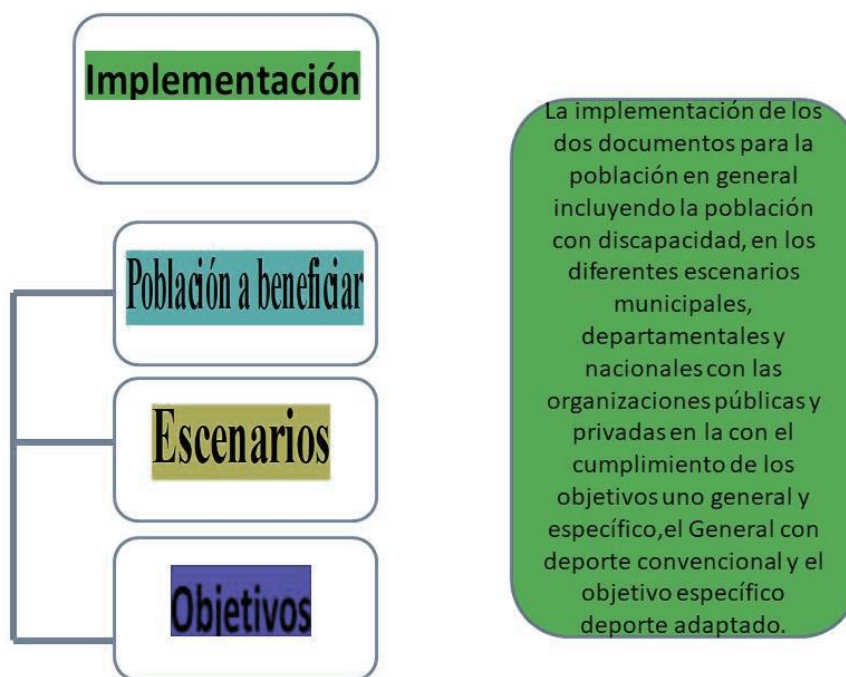 Implementación
Población a beneficiar
Escenarios
Objetivos
La implementación de los
dos documentos para la
población en general
incluyendo la población
con discapacidad, en los
diferentes escenarios
municipales,
departamentales y
nacionales con las
organizaciones públicas y
privadas en la con el
cumplimiento de los
objetivos uno general y
específico,el General con
deporte convencional y el
objetivo específico
deporte adaptado.